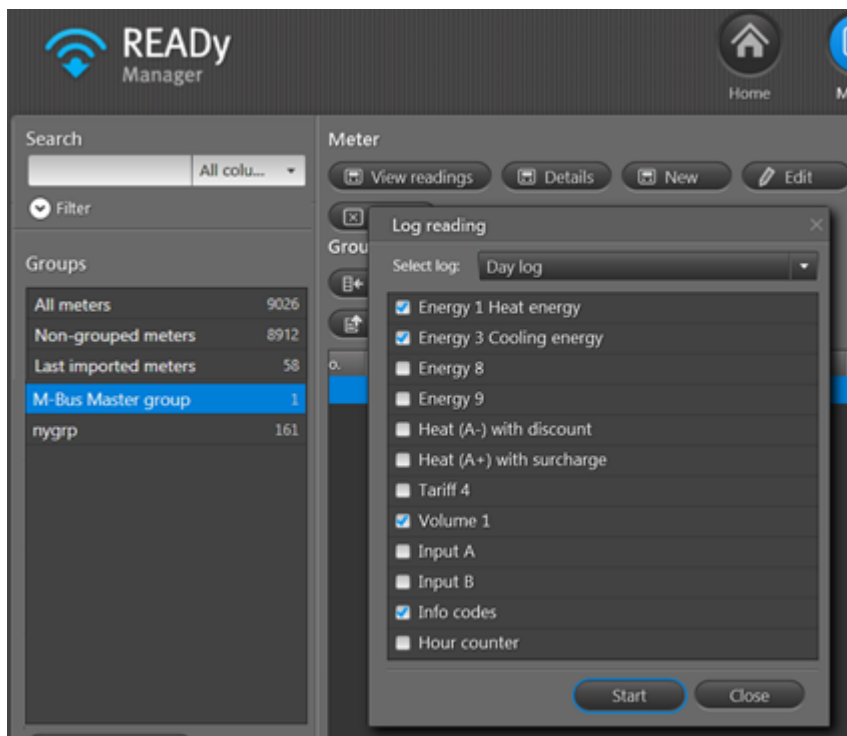 READy
Manager
Home
Search
All colu...
Filter
Meter
View readings
Details
New
Edit
Groups
All meters 9026
Non-grouped meters 8912
Last imported meters 58
M-Bus Master group 1
nygrp 161
o.
Log reading
Select log: Day log
Energy 1 Heat energy
Energy 3 Cooling energy
Energy 8
Energy 9
Heat (A-) with discount
Heat (A+) with surcharge
Tariff 4
Volume 1
Input A
Input B
Info codes
Hour counter
Start
Close